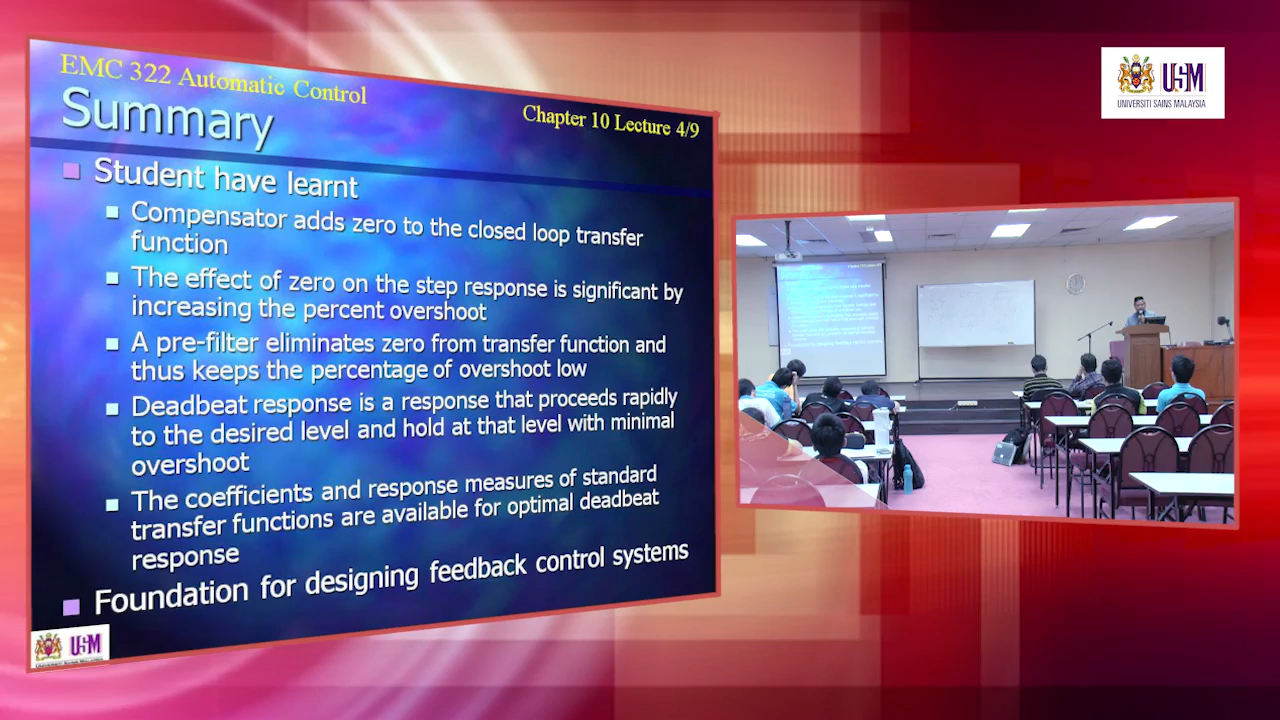 EMC 322 Automatic Control
Summary
Chapter 10 Lecture 4/9
Student have learnt
Compensator adds zero to the closed loop transfer
function
The effect of zero on the step response is significant by
increasing the percent overshoot
A pre-filter eliminates zero from transfer function and
thus keeps the percentage of overshoot low
Deadbeat response is a response that proceeds rapidly
to the desired level and hold at that level with minimal
overshoot
The coefficients and response measures of standard
transfer functions are available for optimal deadbeat
response
Foundation for designing feedback control systems
USM
USM
UNIVERSITI SAINS MALAYSIA